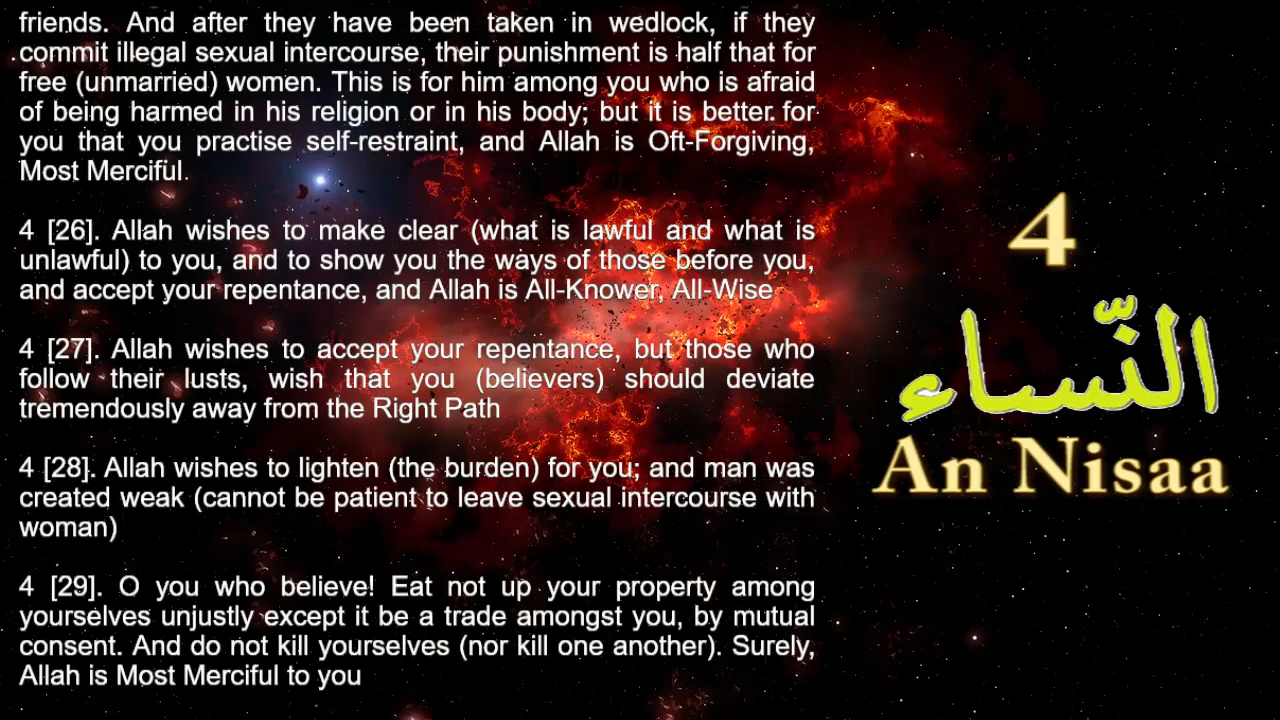 friends. And after they have been taken in wedlock, if they
commit illegal sexual intercourse, their punishment is half that for
free (unmarried) women. This is for him among you who is afraid
of being harmed in his religion or in his body; but it is better for
you that you practise self-restraint, and Allah is Oft-Forgiving,
Most Merciful.
4 [26]. Allah wishes to make clear (what is lawful and what is
unlawful) to you, and to show you the ways of those before you,
and accept your repentance, and Allah is All-Knower, All-Wise
4 [27]. Allah wishes to accept your repentance, but those who
follow their lusts, wish that you (believers) should deviate
tremendously away from the Right Path
4 [28]. Allah wishes to lighten (the burden) for you; and man was
created weak (cannot be patient to leave sexual intercourse with
woman)
4 [29]. O you who believe! Eat not up your property among
yourselves unjustly except it be a trade amongst you, by mutual
consent. And do not kill yourselves (nor kill one another). Surely,
Allah is Most Merciful to you
4
النّساء
An Nisaa